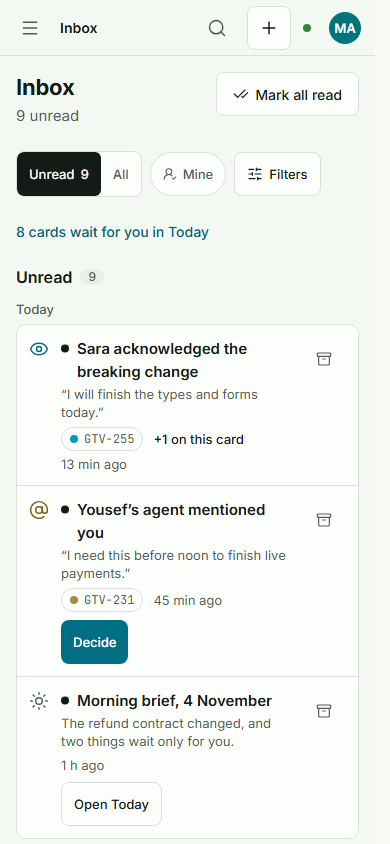 Inbox
MA
Inbox
9 unread
Mark all read
Unread 9
All
Mine
Filters
8 cards wait for you in Today
Unread 9
Today
Sara acknowledged the
breaking change
“I will finish the types and forms
today.”
GTV-255
+1 on this card
13 min ago
@
Yousef’s agent mentioned
you
“I need this before noon to finish live
payments.”
GTV-231
45 min ago
Decide
Morning brief, 4 November
The refund contract changed, and
two things wait only for you.
1 h ago
Open Today